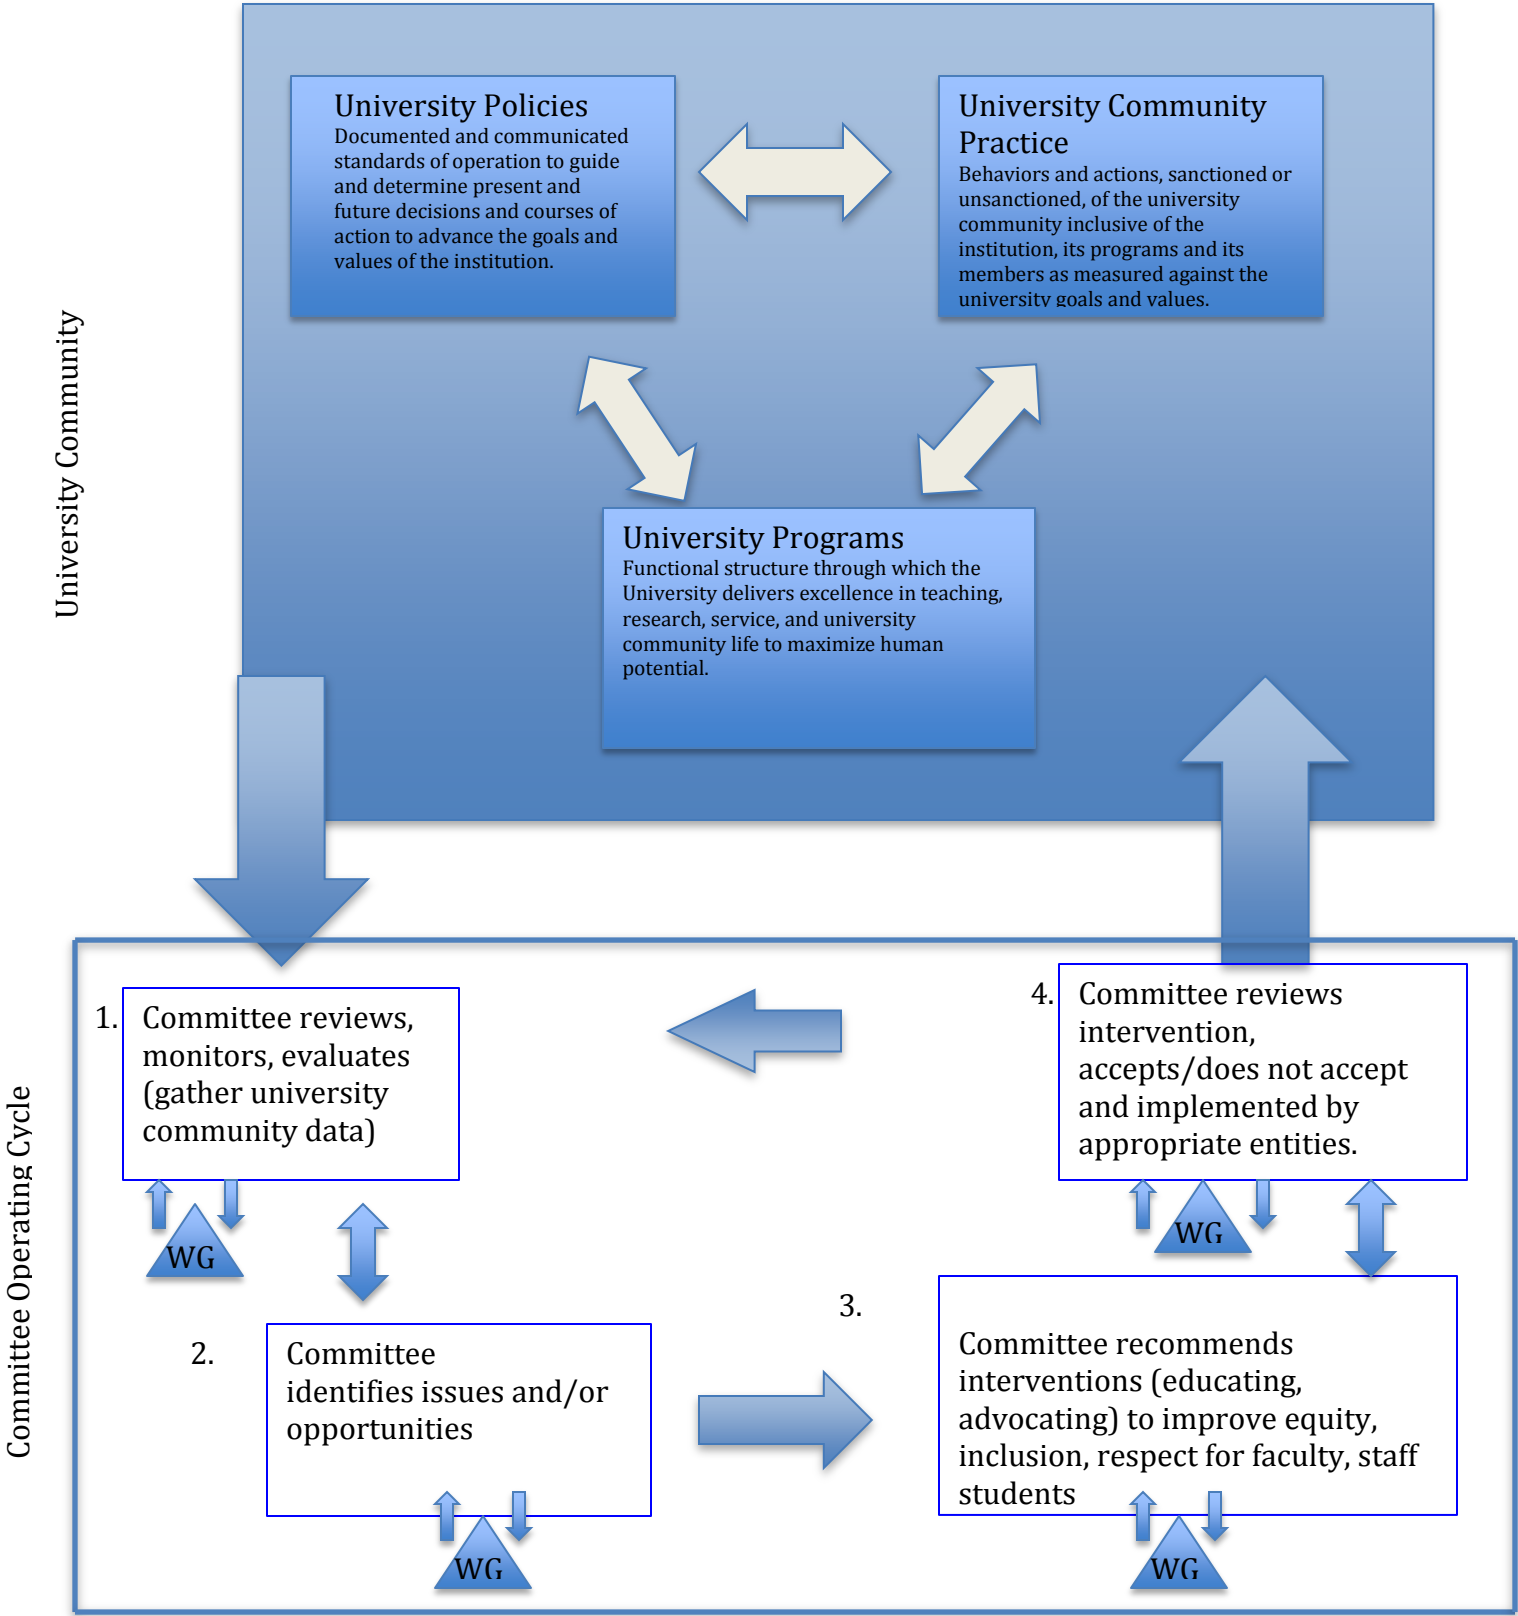 University Community
University Policies
Documented and communicated
standards of operation to guide
and determine present and
future decisions and courses of
action to advance the goals and
values of the institution.
University Community
Practice
Behaviors and actions, sanctioned or
unsanctioned, of the university
community inclusive of the
institution, its programs and its
members as measured against the
university goals and values.
University Programs
Functional structure through which the
University delivers excellence in teaching,
research, service, and university
community life to maximize human
potential.
Committee Operating Cycle
1.
Committee reviews,
monitors, evaluates
(gather university
community data)
WG
2.
Committee
identifies issues and/or
opportunities
WG
3.
Committee recommends
interventions (educating,
advocating) to improve equity,
inclusion, respect for faculty, staff
students
WG
4.
Committee reviews
intervention,
accepts/does not accept
and implemented by
appropriate entities.
WG